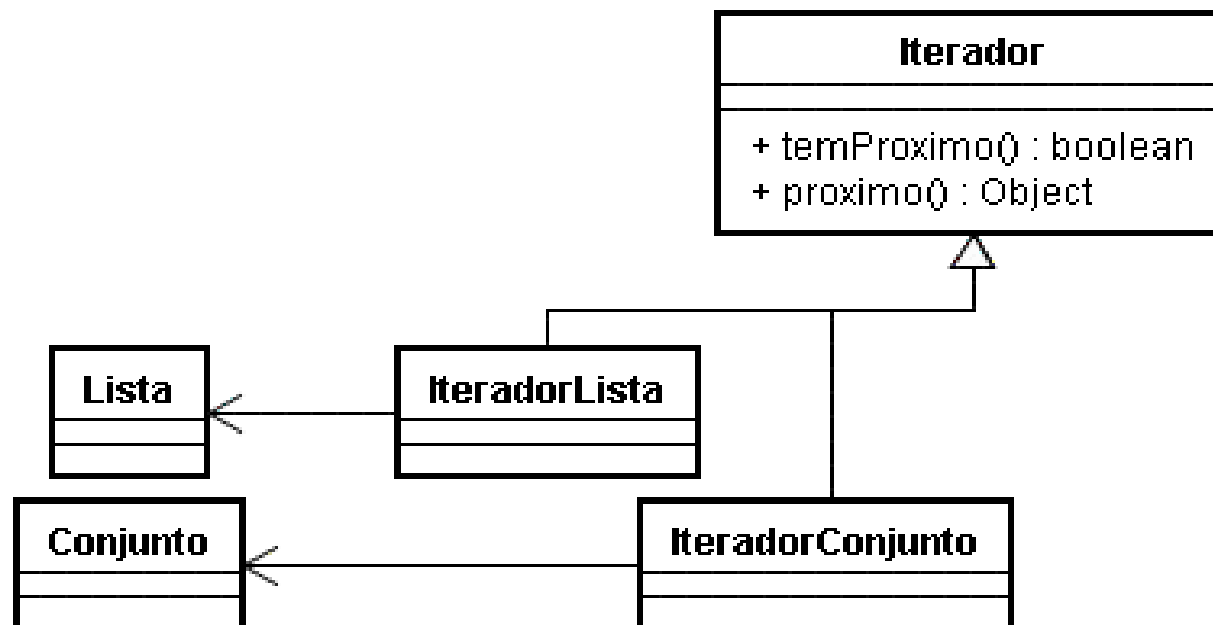 Iterador
+ temProximo() : boolean
+ proximo() : Object
Lista
IteradorLista
Conjunto
IteradorConjunto